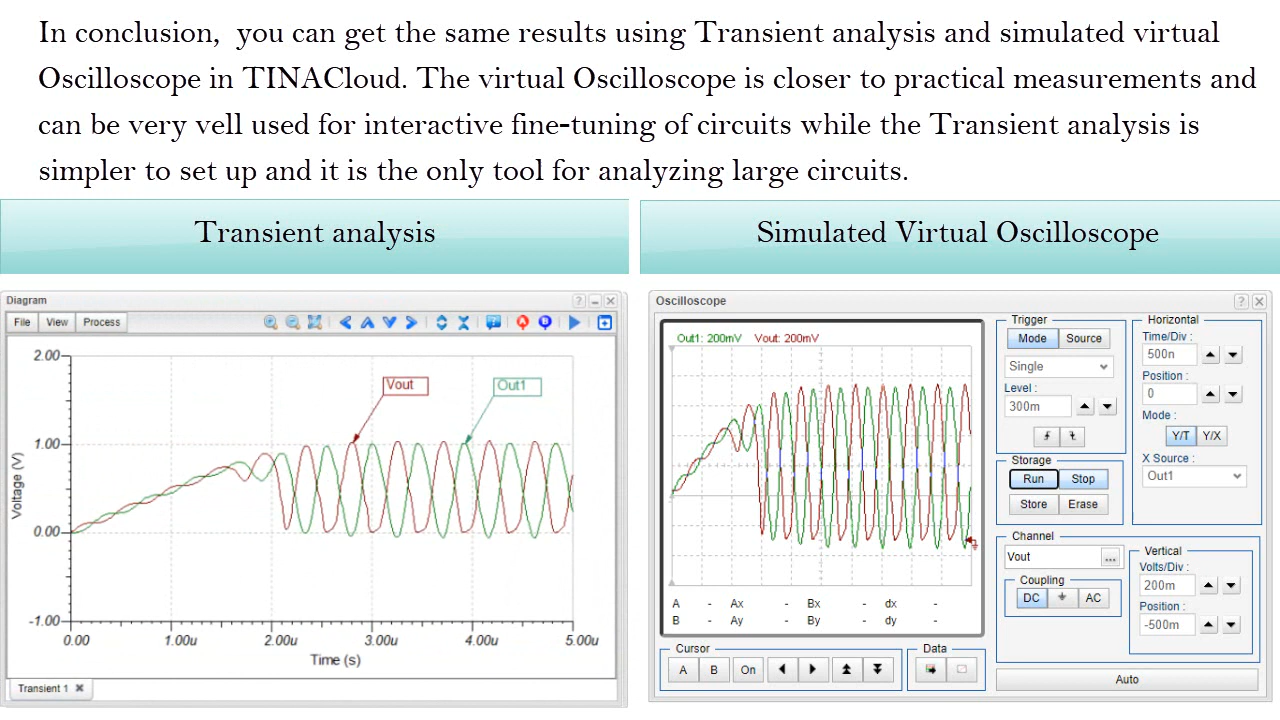 In conclusion,  you can get the same results using Transient analysis and simulated virtual
Oscilloscope in TINACloud. The virtual Oscilloscope is closer to practical measurements and
can be very vell used for interactive fine-tuning of circuits while the Transient analysis is
simpler to set up and it is the only tool for analyzing large circuits.
Transient analysis
Simulated Virtual Oscilloscope
Diagram
File View Process
2.00
1.00
0.00
-1.00
Voltage (V)
Vout
Out1
0.00 1.00u 2.00u 3.00u 4.00u 5.00u
Time (s)
Transient 1
Oscilloscope
Out1: 200mV Vout: 200mV
A - Ax - Bx - dx -
B - Ay - By - dy -
Cursor
A B On
Data
Trigger
Mode Source
Single
Level :
300m
Storage
Run Stop
Store Erase
Horizontal
Time/Div :
500n
Position :
0
Mode :
Y/T Y/X
X Source :
Out1
Channel
Vout ...
Coupling
DC AC
Vertical
Volts/Div :
200m
Position :
-500m
Auto